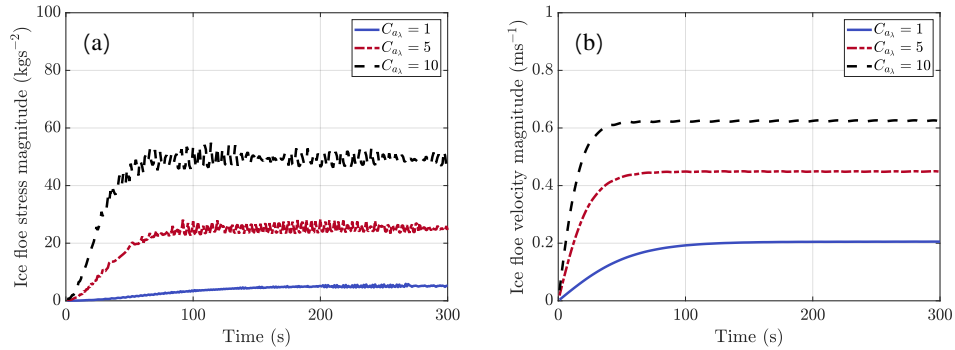 (a)
C_{a_λ} = 1
C_{a_λ} = 5
C_{a_λ} = 10
Ice floe stress magnitude (kgs⁻²)
100
80
60
40
20
0
0 100 200 300
Time (s)
(b)
C_{a_λ} = 1
C_{a_λ} = 5
C_{a_λ} = 10
Ice floe velocity magnitude (ms⁻¹)
1
0.8
0.6
0.4
0.2
0
0 100 200 300
Time (s)